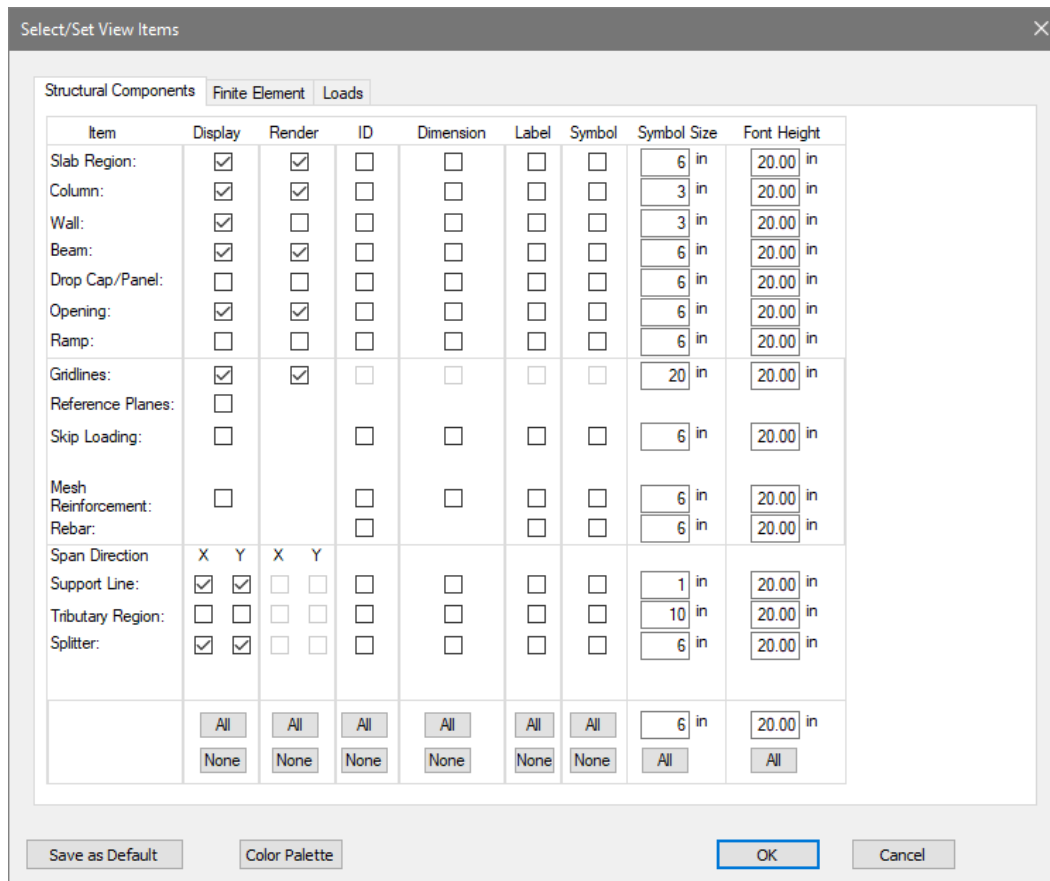 Select/Set View Items
Structural Components Finite Element Loads
Item Display Render ID Dimension Label Symbol Symbol Size Font Height
Slab Region: 6 in 20.00 in
Column: 3 in 20.00 in
Wall: 3 in 20.00 in
Beam: 6 in 20.00 in
Drop Cap/Panel: 6 in 20.00 in
Opening: 6 in 20.00 in
Ramp: 6 in 20.00 in
Gridlines: 20 in 20.00 in
Reference Planes:
Skip Loading: 6 in 20.00 in
Mesh
Reinforcement: 6 in 20.00 in
Rebar: 6 in 20.00 in
Span Direction X Y X Y
Support Line: 1 in 20.00 in
Tributary Region: 10 in 20.00 in
Splitter: 6 in 20.00 in
All All All All All All 6 in 20.00 in
None None None None None None All All
Save as Default Color Palette OK Cancel